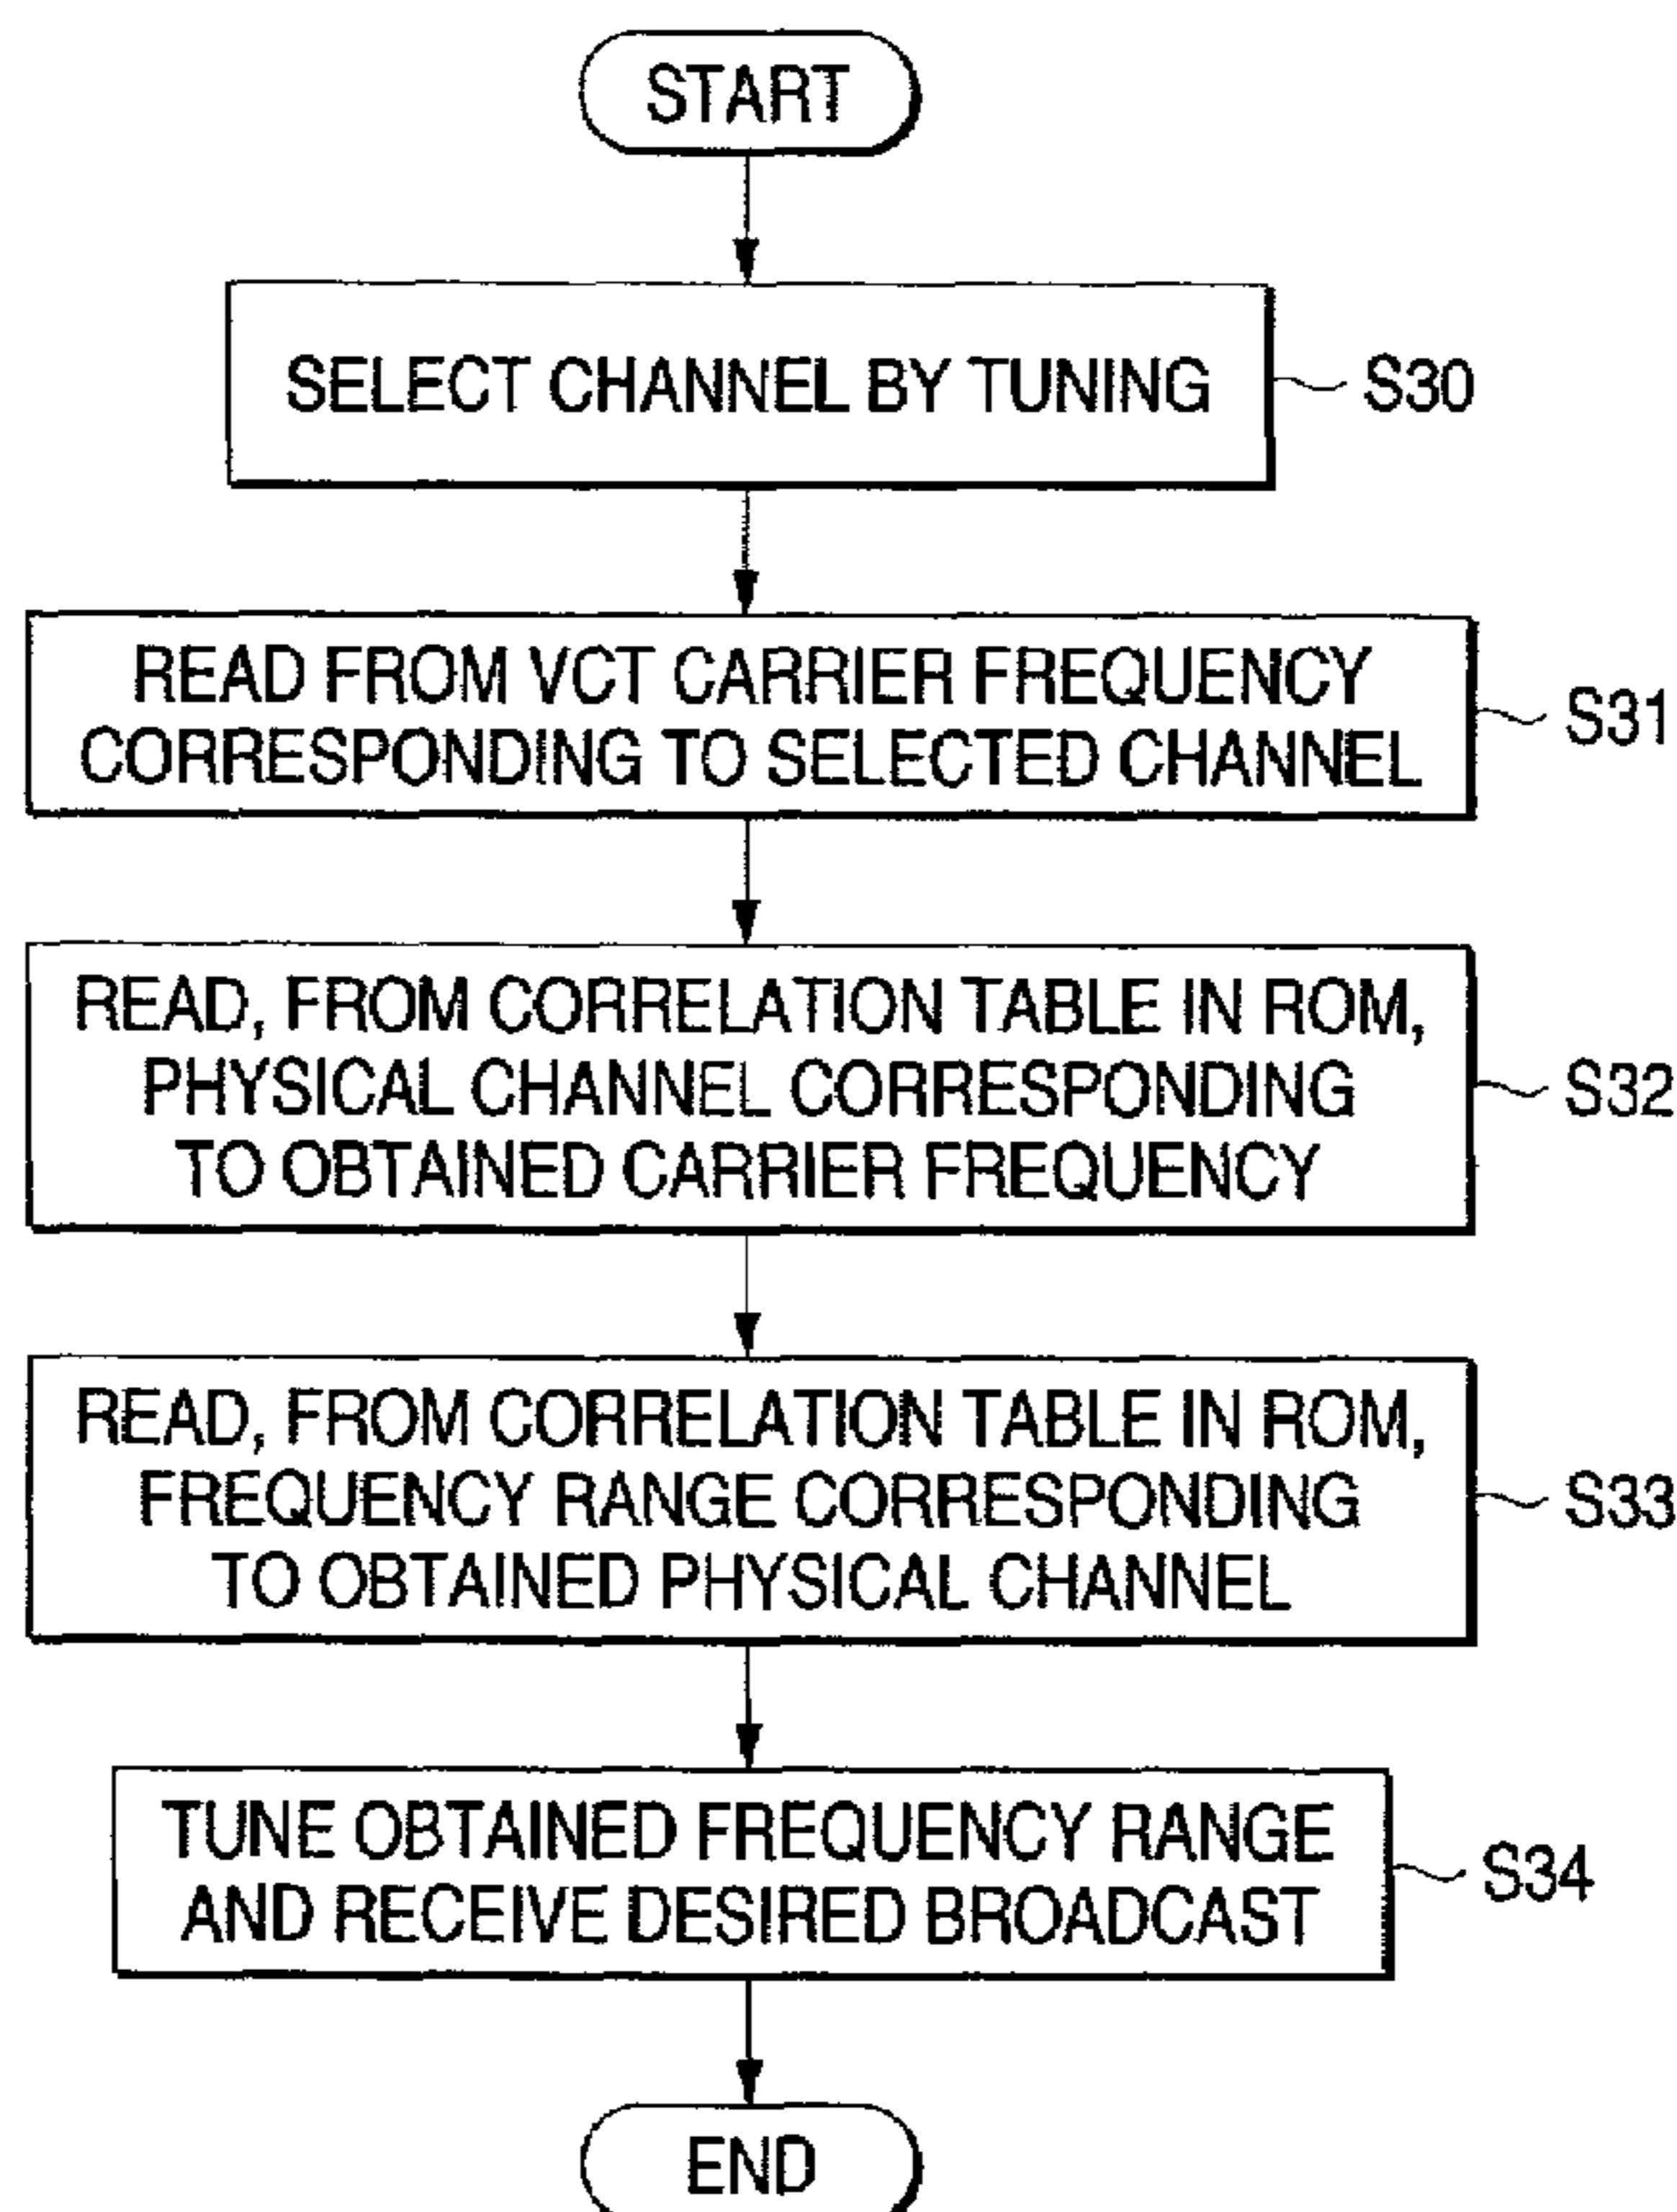 START
SELECT CHANNEL BY TUNING
S30
READ FROM VCT CARRIER FREQUENCY
CORRESPONDING TO SELECTED CHANNEL
S31
READ, FROM CORRELATION TABLE IN ROM,
PHYSICAL CHANNEL CORRESPONDING
TO OBTAINED CARRIER FREQUENCY
S32
READ, FROM CORRELATION TABLE IN ROM,
FREQUENCY RANGE CORRESPONDING
TO OBTAINED PHYSICAL CHANNEL
S33
TUNE OBTAINED FREQUENCY RANGE
AND RECEIVE DESIRED BROADCAST
S34
END